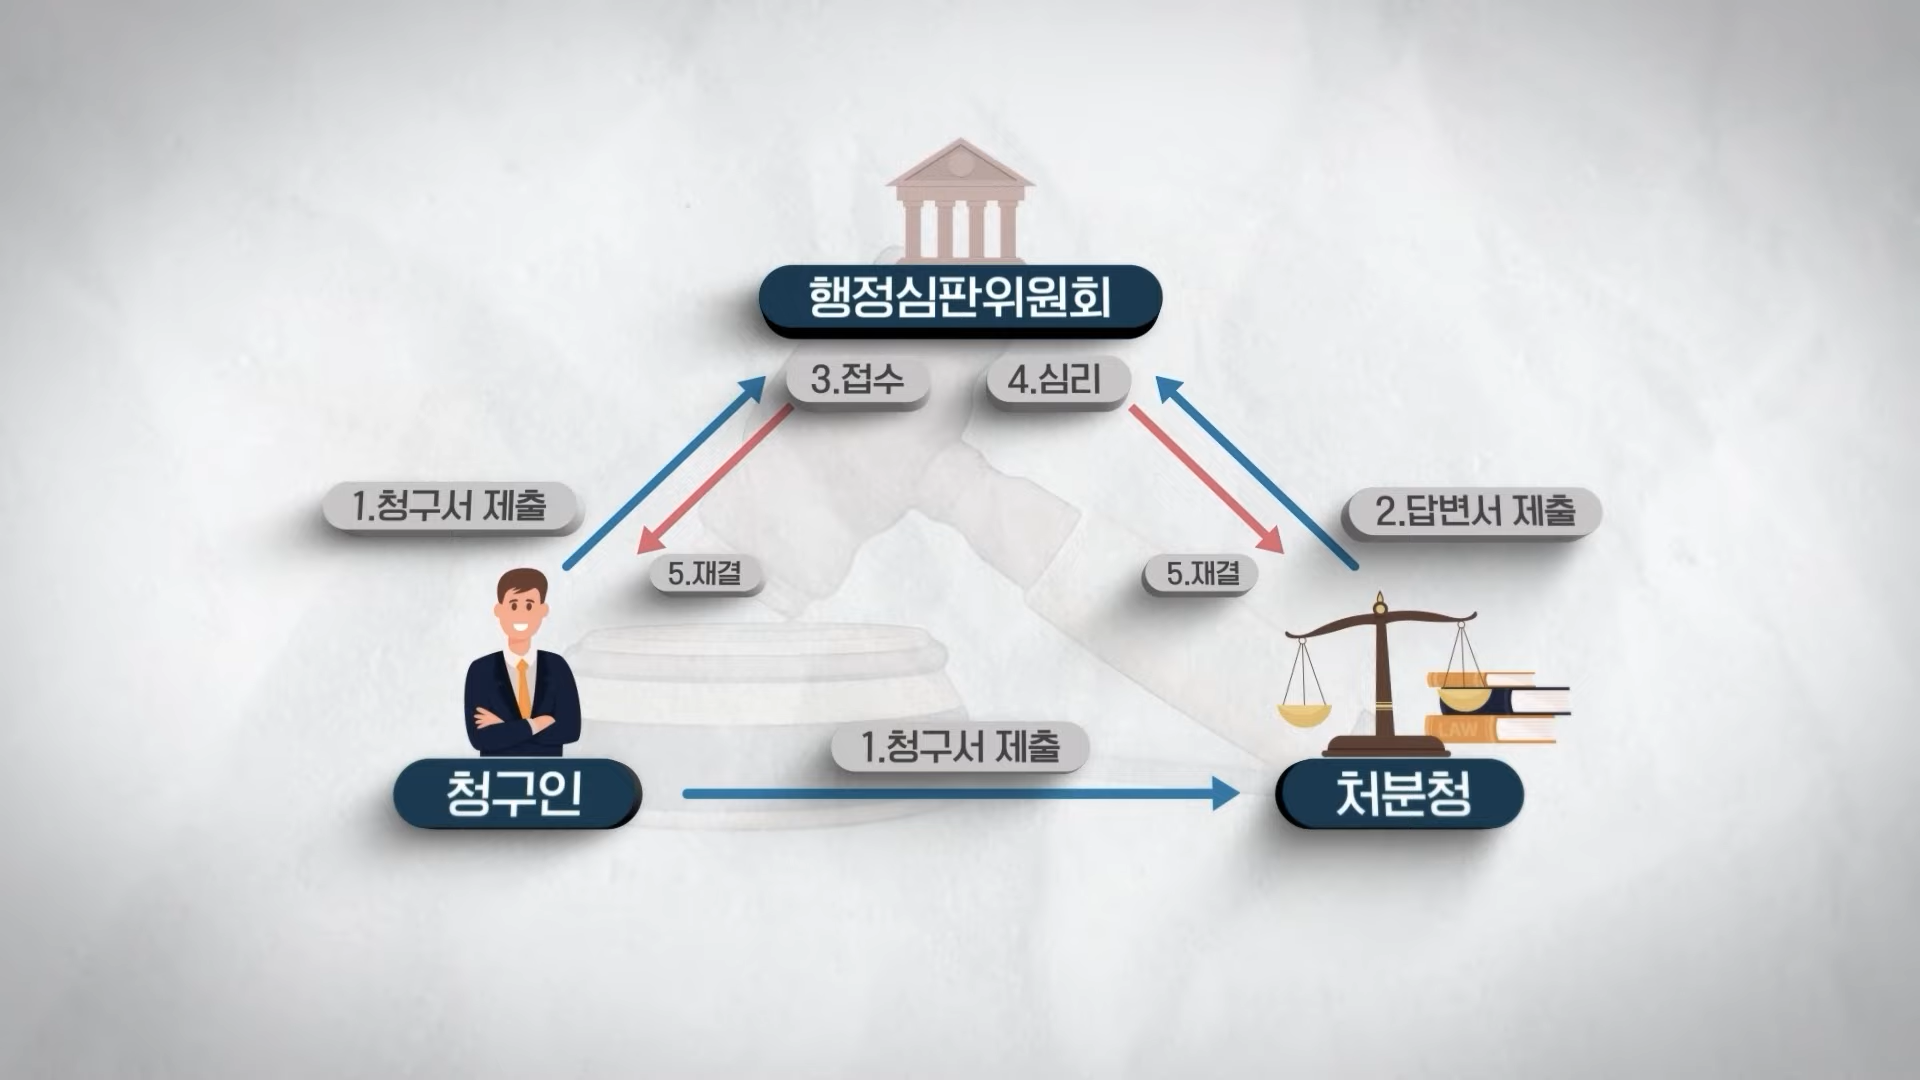 행정심판위원회
3.접수
4.심리
1.청구서 제출
2.답변서 제출
5.재결
5.재결
LAW
1.청구서 제출
청구인
처분청